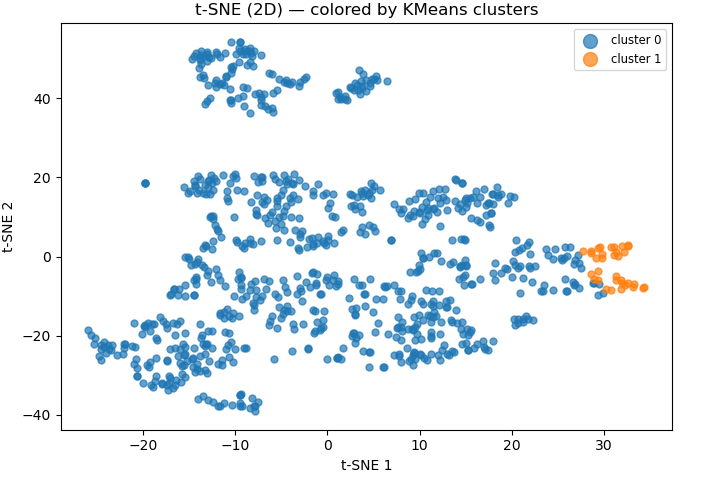 t-SNE (2D) — colored by KMeans clusters
cluster 0
cluster 1
40
20
0
−20
−40
t-SNE 2
−20
−10
0
10
20
30
t-SNE 1